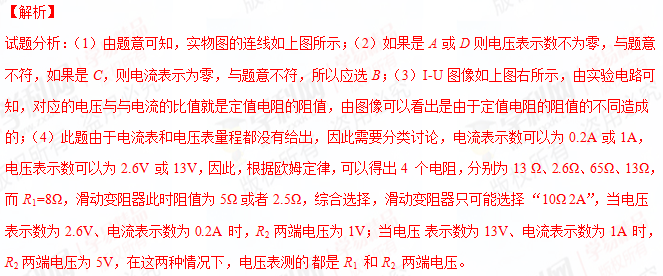 【解析】
试题分析：（1）由题意可知，实物图的连线如上图所示；（2）如果是 A 或 D 则电压表示数不为零，与题意
不符，如果是 C，则电流表示为零，与题意不符，所以应选 B；（3）I-U 图像如上图右所示，由实验电路可
知，对应的电压与与电流的比值就是定值电阻的阻值，由图像可以看出是由于定值电阻的阻值的不同造成
的；（4）此题由于电流表和电压表量程都没有给出，因此需要分类讨论，电流表示数可以为 0.2A 或 1A，
电压表示数可以为 2.6V 或 13V，因此，根据欧姆定律，可以得出 4 个电阻，分别为 13 Ω、2.6Ω、65Ω、13Ω，
而 R1=8Ω，滑动变阻器此时阻值为 5Ω 或者 2.5Ω，综合选择，滑动变阻器只可能选择“10Ω 2A”，当电压
表示数为 2.6V、电流表示数为 0.2A 时，R2 两端电压为 1V；当电压 表示数为 13V、电流表示数为 1A 时，
R2 两端电压为 5V，在这两种情况下，电压表测的都是 R1 和 R2 两端电压。